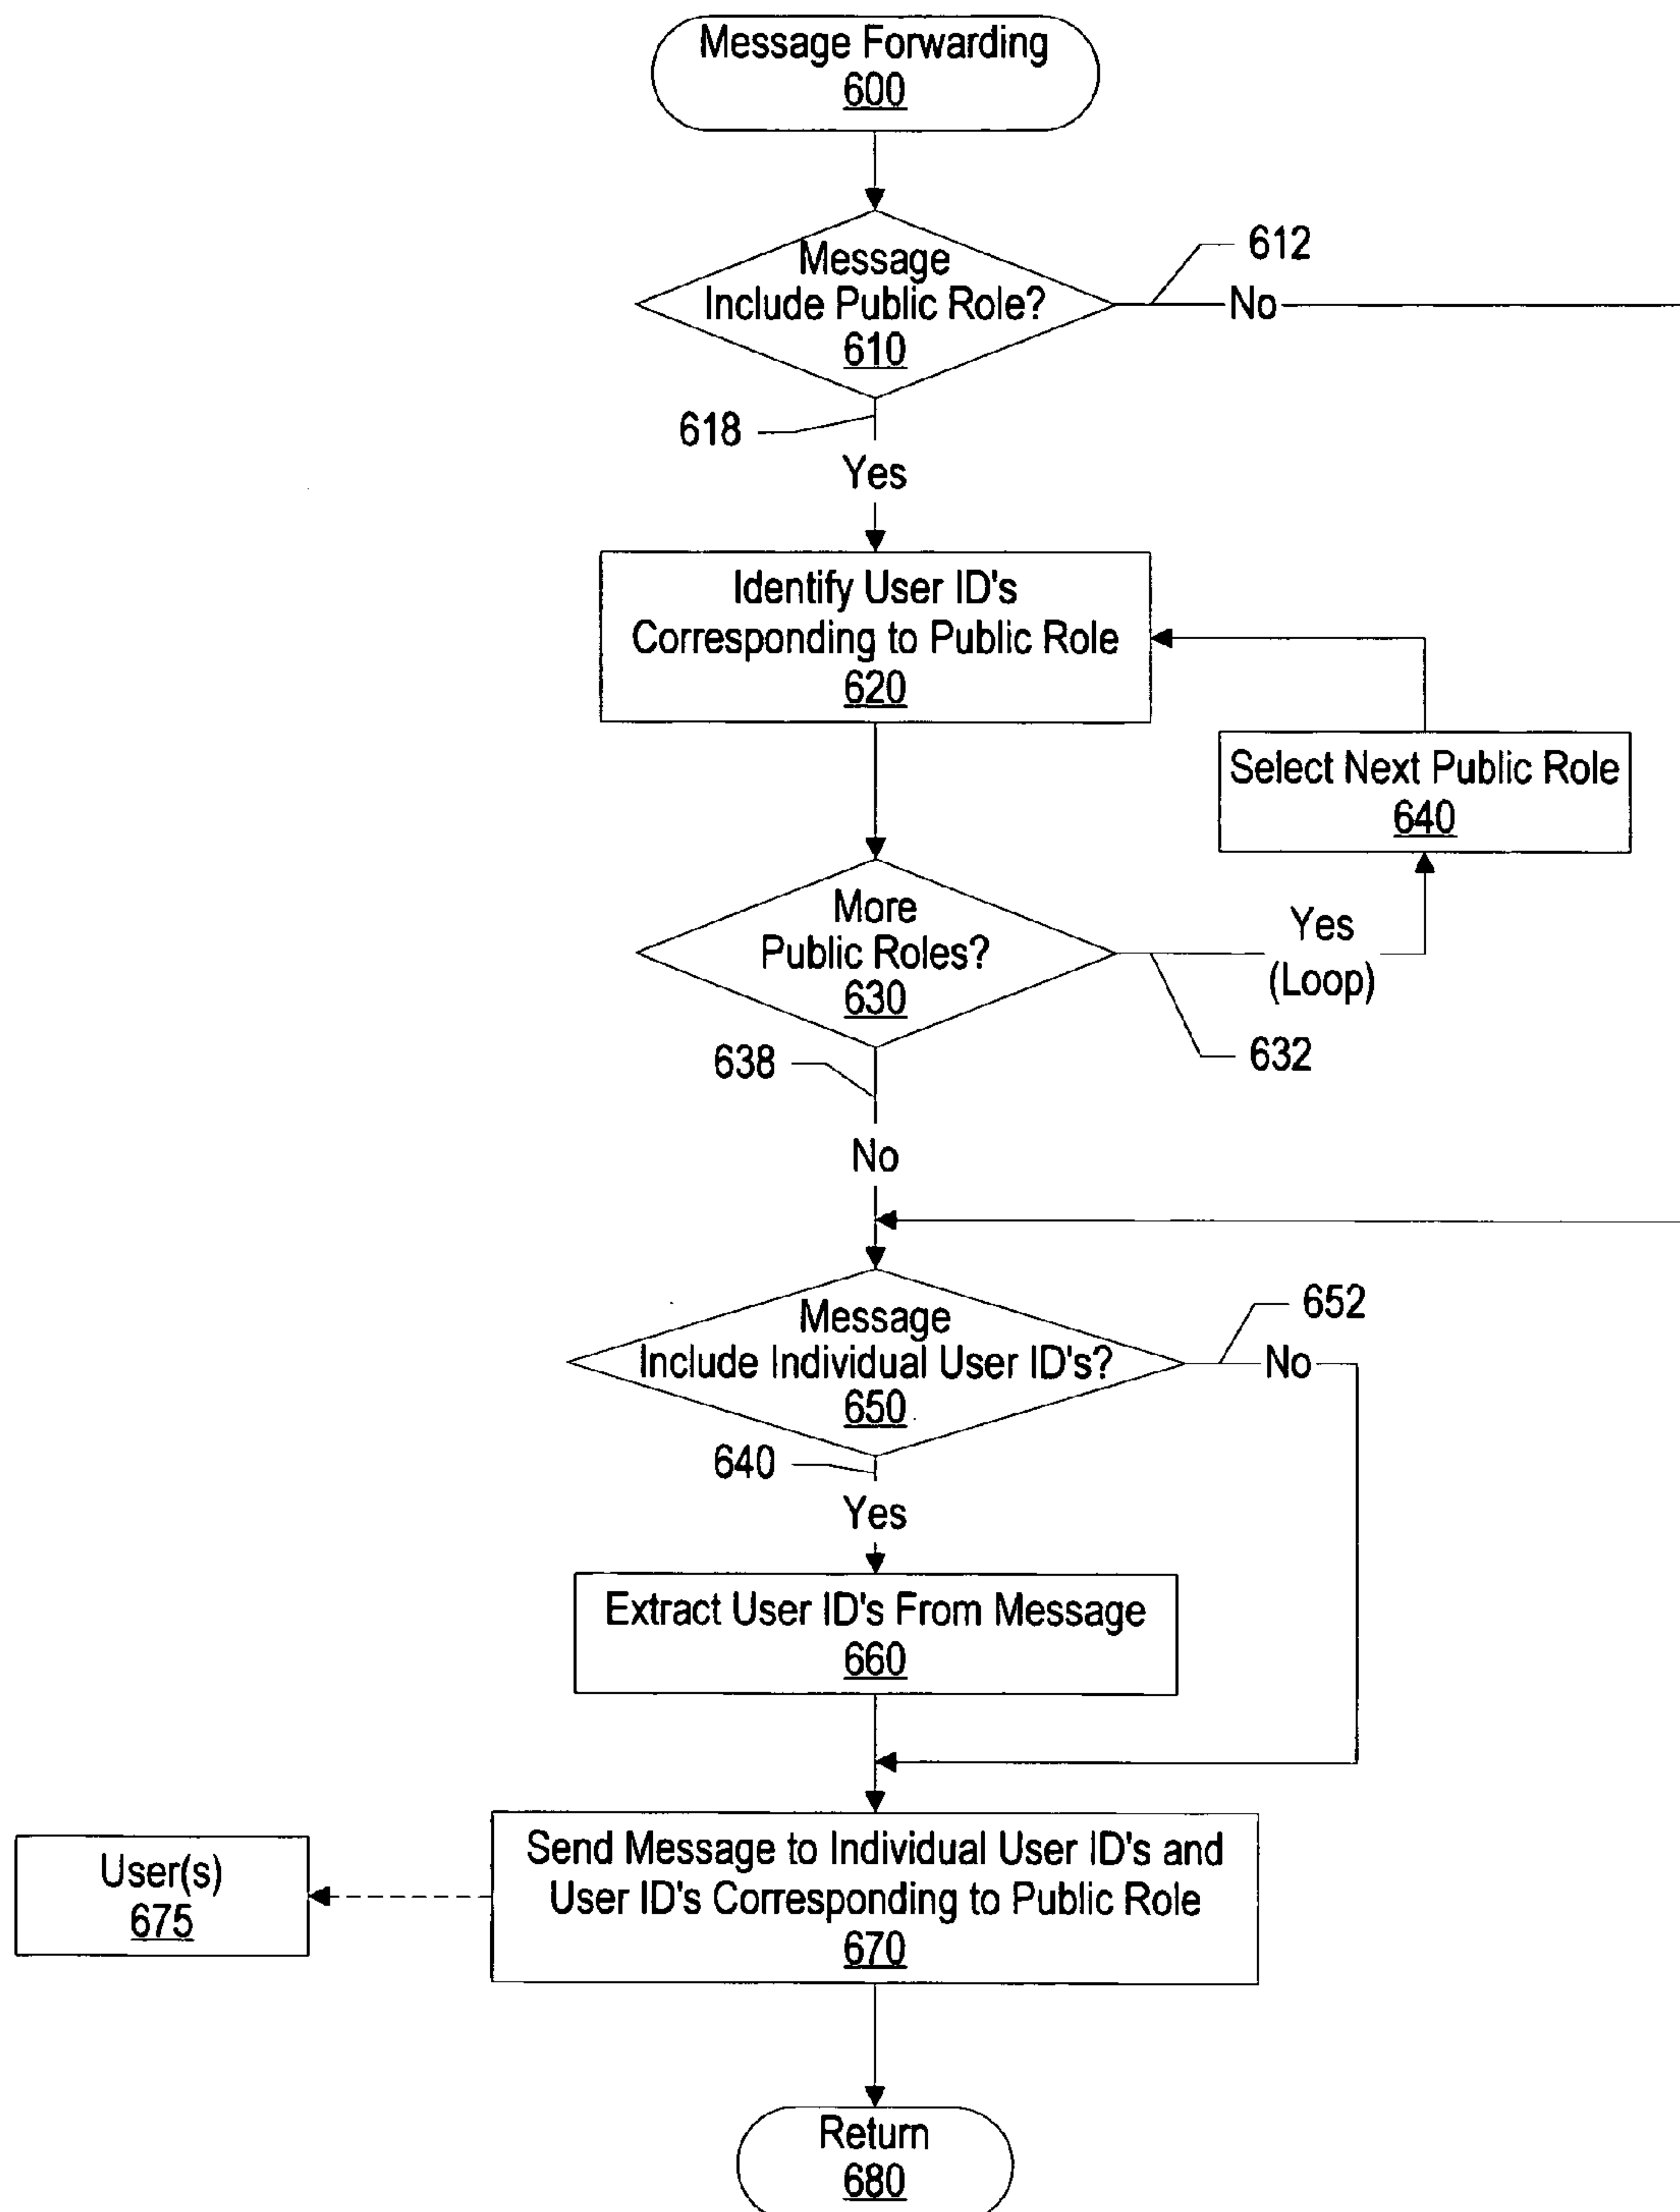 Message Forwarding
600
612
Message
Include Public Role?
610
No
618
Yes
Identify User ID's
Corresponding to Public Role
620
Select Next Public Role
640
More
Public Roles?
630
Yes
(Loop)
638
632
No
Message
Include Individual User ID's?
650
652
No
640
Yes
Extract User ID's From Message
660
Send Message to Individual User ID's and
User ID's Corresponding to Public Role
670
User(s)
675
Return
680